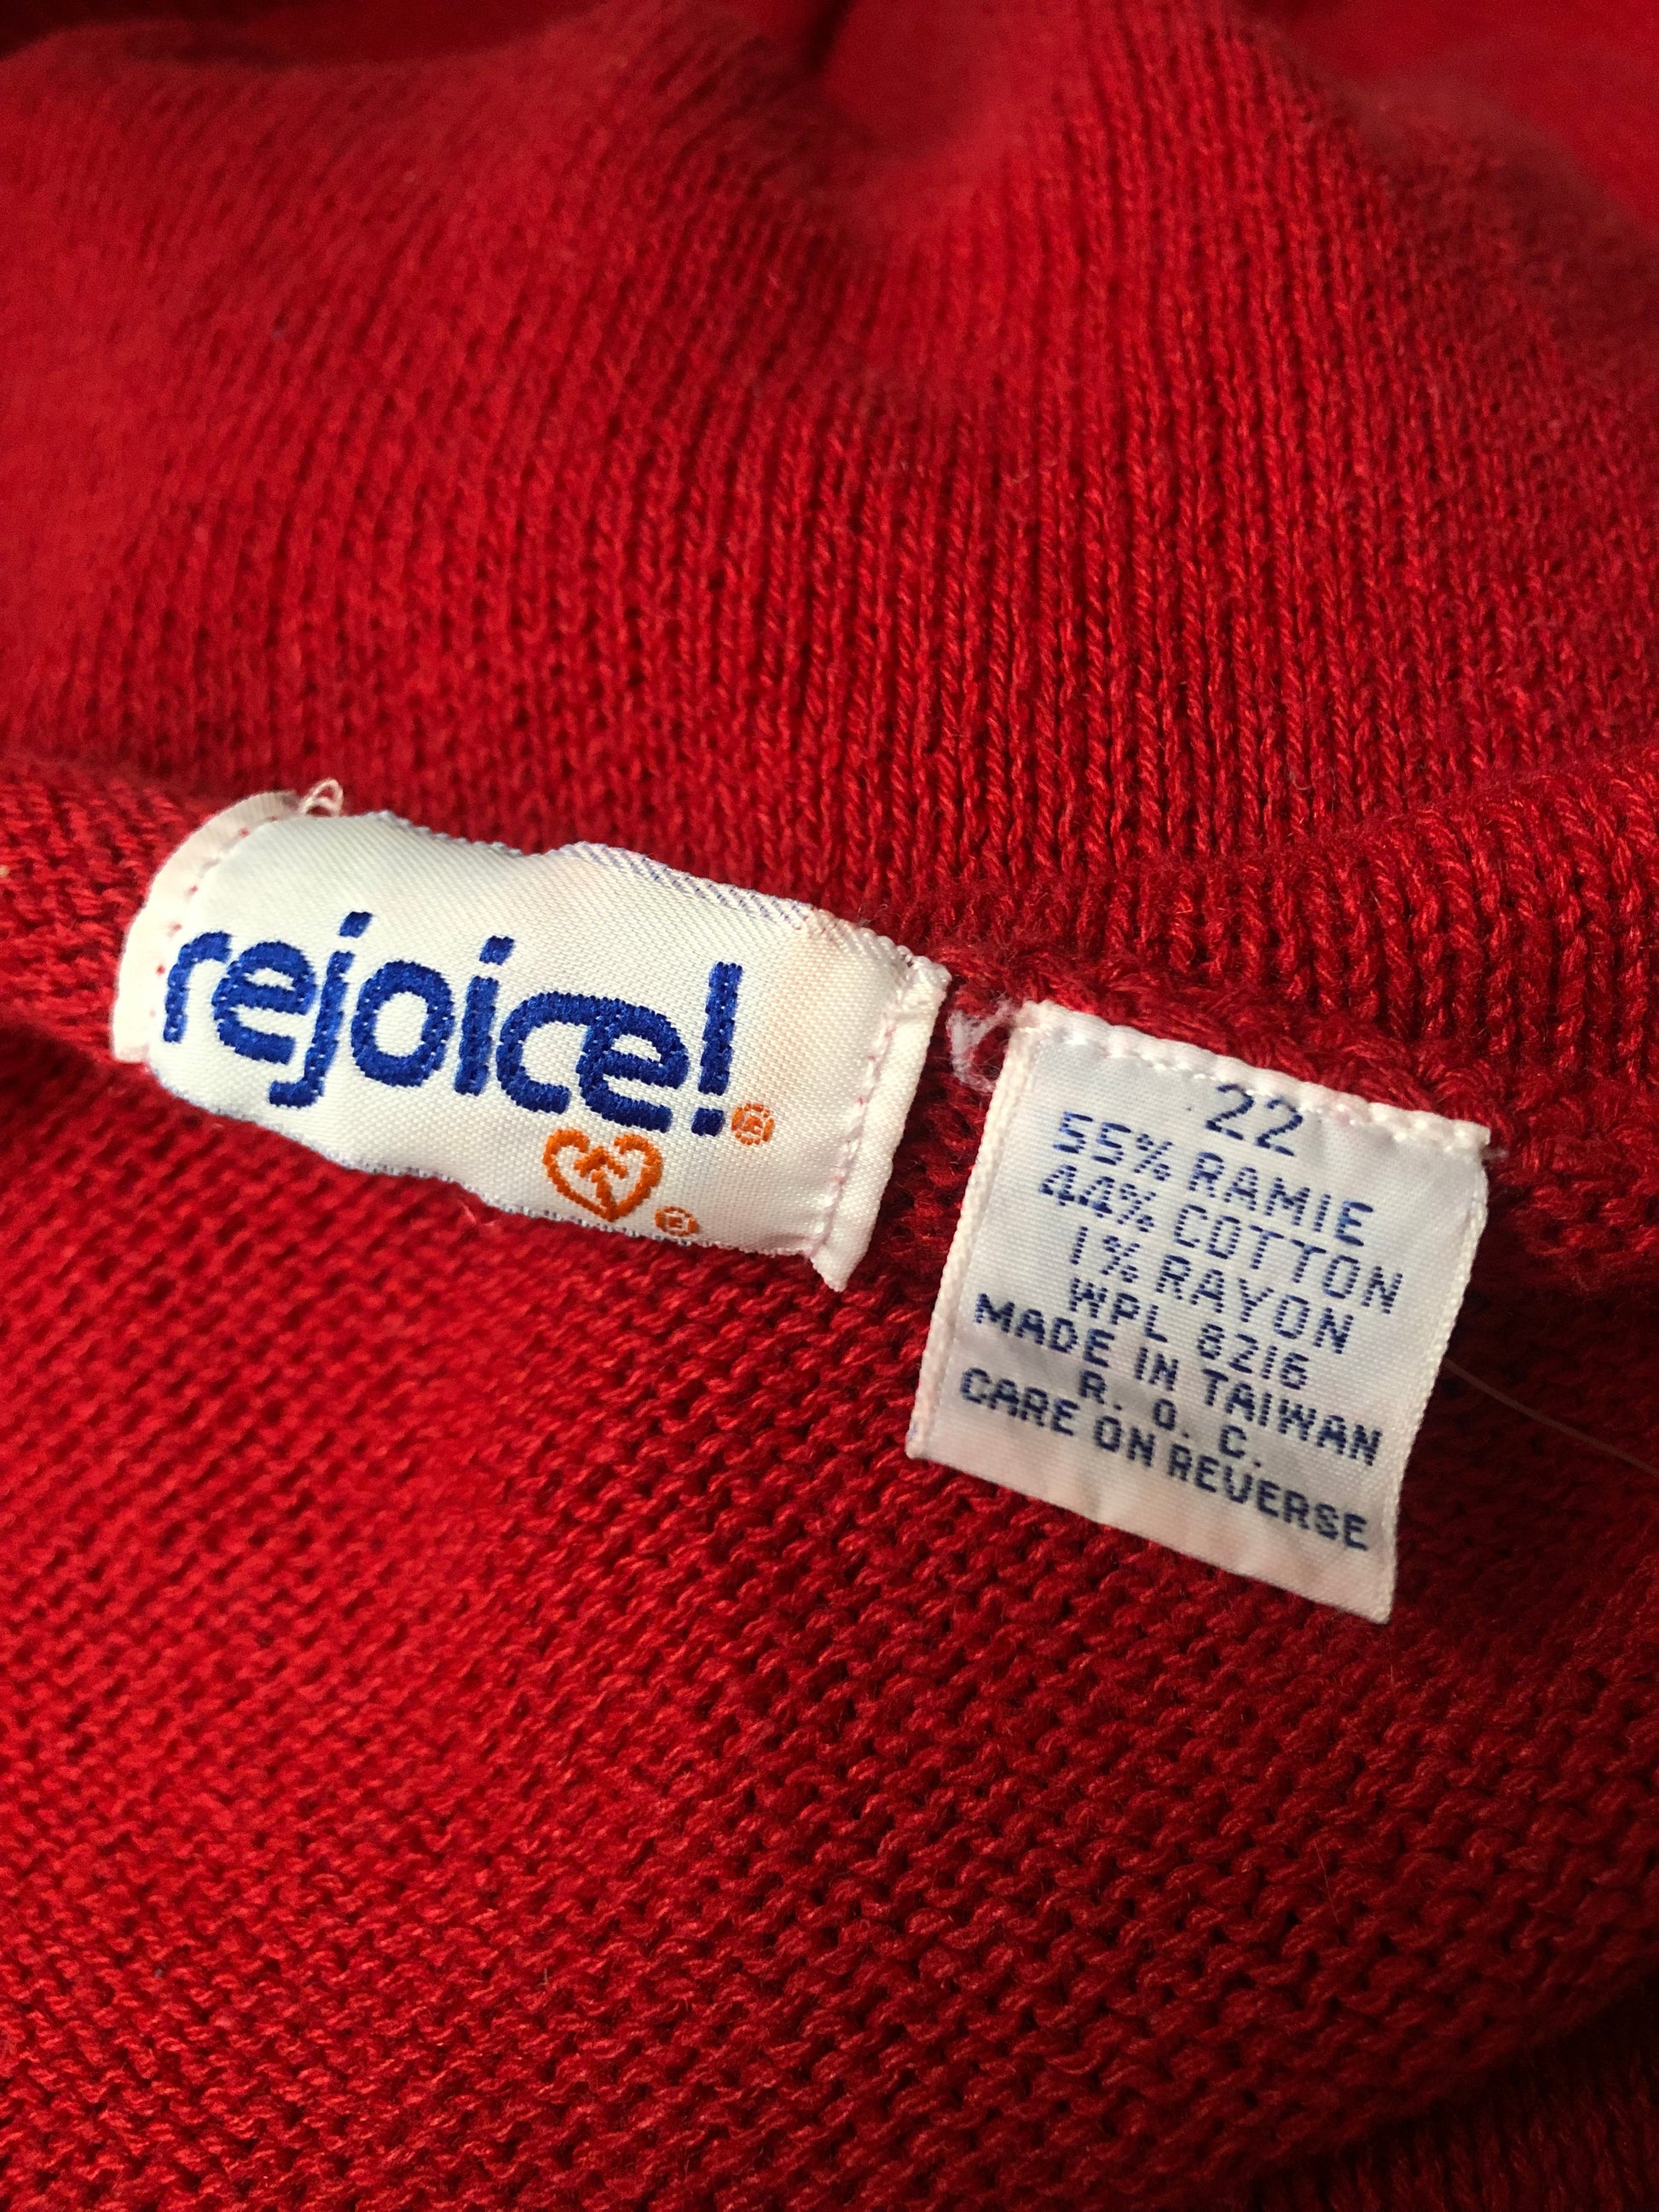 rejoice!®
®
22
55% RAMIE
44% COTTON
1% RAYON
WPL 8216
MADE IN TAIWAN
R. O. C.
CARE ON REVERSE